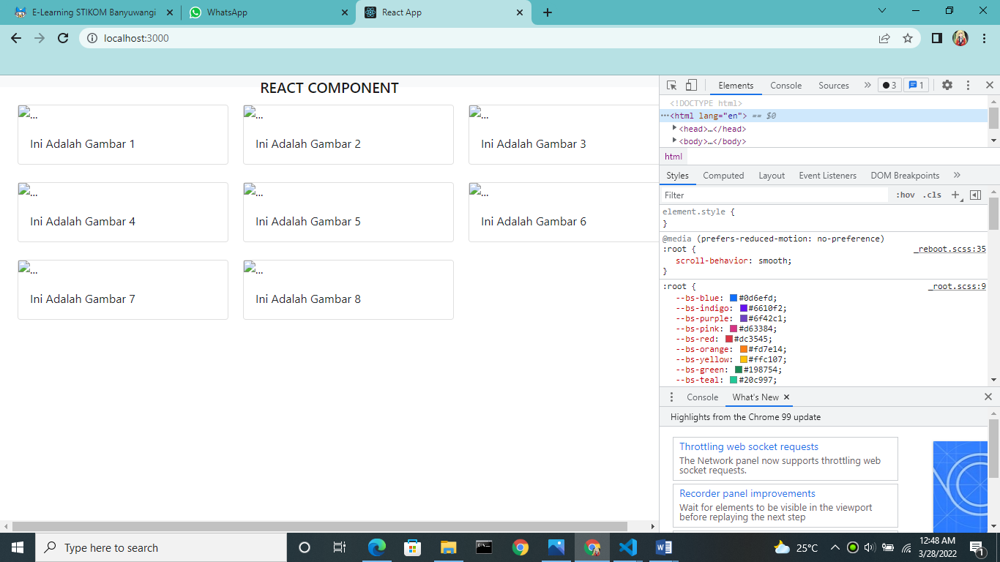 E-Learning STIKOM Banyuwangi
WhatsApp
React App
localhost:3000
REACT COMPONENT
...
Ini Adalah Gambar 1
...
Ini Adalah Gambar 2
...
Ini Adalah Gambar 3
...
Ini Adalah Gambar 4
...
Ini Adalah Gambar 5
...
Ini Adalah Gambar 6
...
Ini Adalah Gambar 7
...
Ini Adalah Gambar 8
Elements Console Sources » 3 1
<!DOCTYPE html>
<html lang="en"> == $0
<head>…</head>
<body>…</body>
html
Styles Computed Layout Event Listeners DOM Breakpoints »
Filter :hov .cls +
element.style {
}
@media (prefers-reduced-motion: no-preference)
:root { _reboot.scss:35
scroll-behavior: smooth;
}
:root { _root.scss:9
--bs-blue: #0d6efd;
--bs-indigo: #6610f2;
--bs-purple: #6f42c1;
--bs-pink: #d63384;
--bs-red: #dc3545;
--bs-orange: #fd7e14;
--bs-yellow: #ffc107;
--bs-green: #198754;
--bs-teal: #20c997;
Console What's New
Highlights from the Chrome 99 update
Throttling web socket requests
The Network panel now supports throttling web
socket requests.
Recorder panel improvements
Wait for elements to be visible in the viewport
before replaying the next step
Type here to search
25°C
12:48 AM
3/28/2022
1